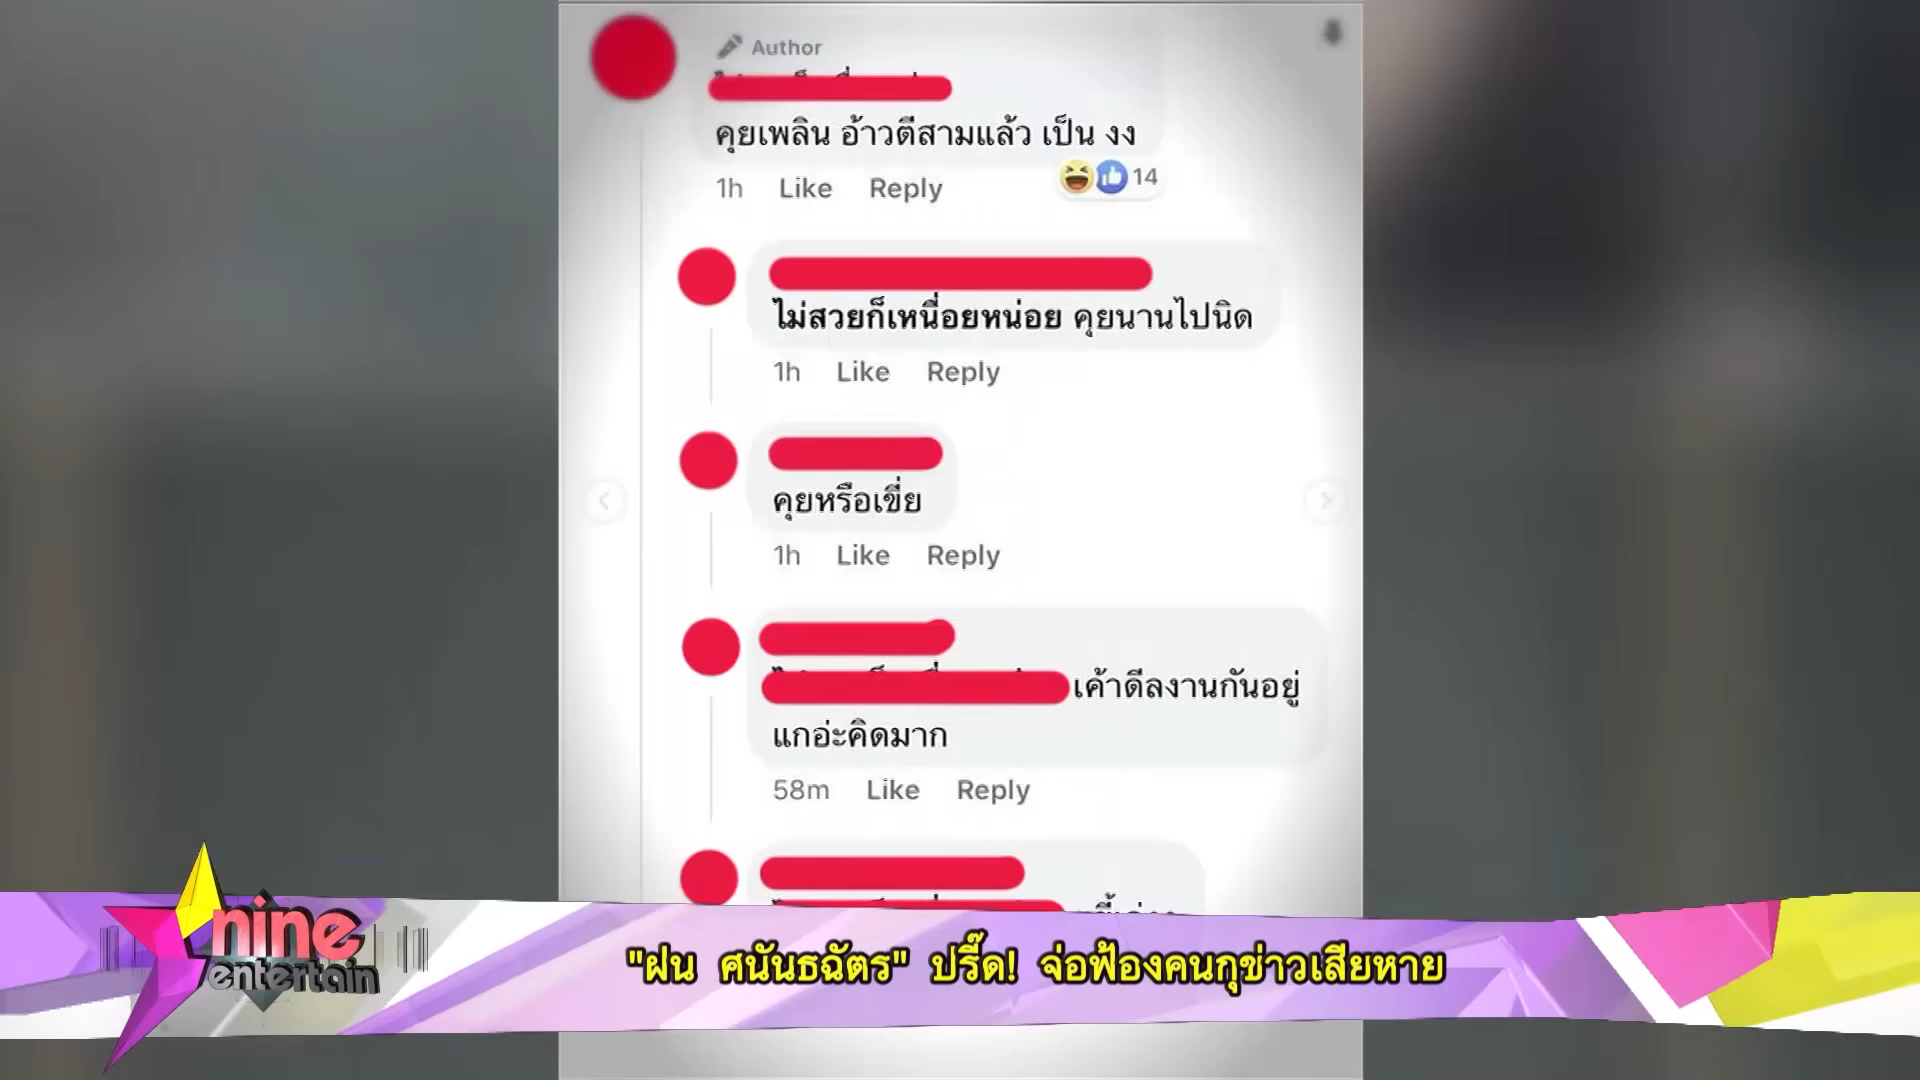 Author
คุยเพลิน อ้าวตีสามแล้ว เป็น งง
1h Like Reply 14
ไม่สวยก็เหนื่อยหน่อย คุยนานไปนิด
1h Like Reply
คุยหรือเขี่ย
1h Like Reply
เค้าดีลงานกันอยู่
แกอ่ะคิดมาก
58m Like Reply
nine
entertain
"ฝน ศนันธฉัตร" ปรี๊ด! จ่อฟ้องคนกุข่าวเสียหาย